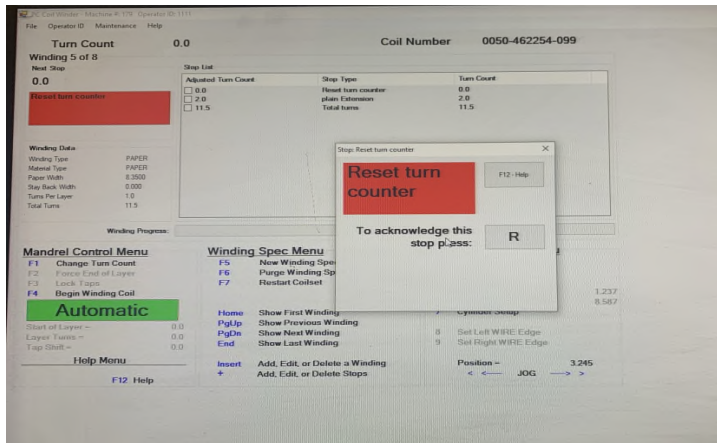 PC Coil Winder - Machine #: 179 Operator ID: 1111
File Operator ID Maintenance Help
Turn Count 0.0 Coil Number 0050-462254-099
Winding 5 of 8
Next Stop
0.0
Reset turn counter
Stop List
Adjusted Turn Count Stop Type Turn Count
0.0 Reset turn counter 0.0
2.0 plain Extension 2.0
11.5 Total turns 11.5
Winding Data
Winding Type PAPER
Material Type PAPER
Paper Width 8.3500
Stay Back Width 0.000
Turns Per Layer 1.0
Total Turns 11.5
Winding Progress:
Stop: Reset turn counter
Reset turn counter
F12 - Help
To acknowledge this
stop press:
R
Mandrel Control Menu
F1 Change Turn Count
F2 Force End of Layer
F3 Lock Taps
F4 Begin Winding Coil
Automatic
Start of Layer = 0.0
Layer Turns = 0.0
Tap Shift = 0.0
Help Menu
F12 Help
Winding Spec Menu
F5 New Winding Spe
F6 Purge Winding Sp
F7 Restart Coilset
Home Show First Winding
PgUp Show Previous Winding
PgDn Show Next Winding
End Show Last Winding
Insert Add, Edit, or Delete a Winding
+ Add, Edit, or Delete Stops
1.237
8.587
7 Cylinder Setup
8 Set Left WIRE Edge
9 Set Right WIRE Edge
Position = 3.245
< <---- JOG ----> >